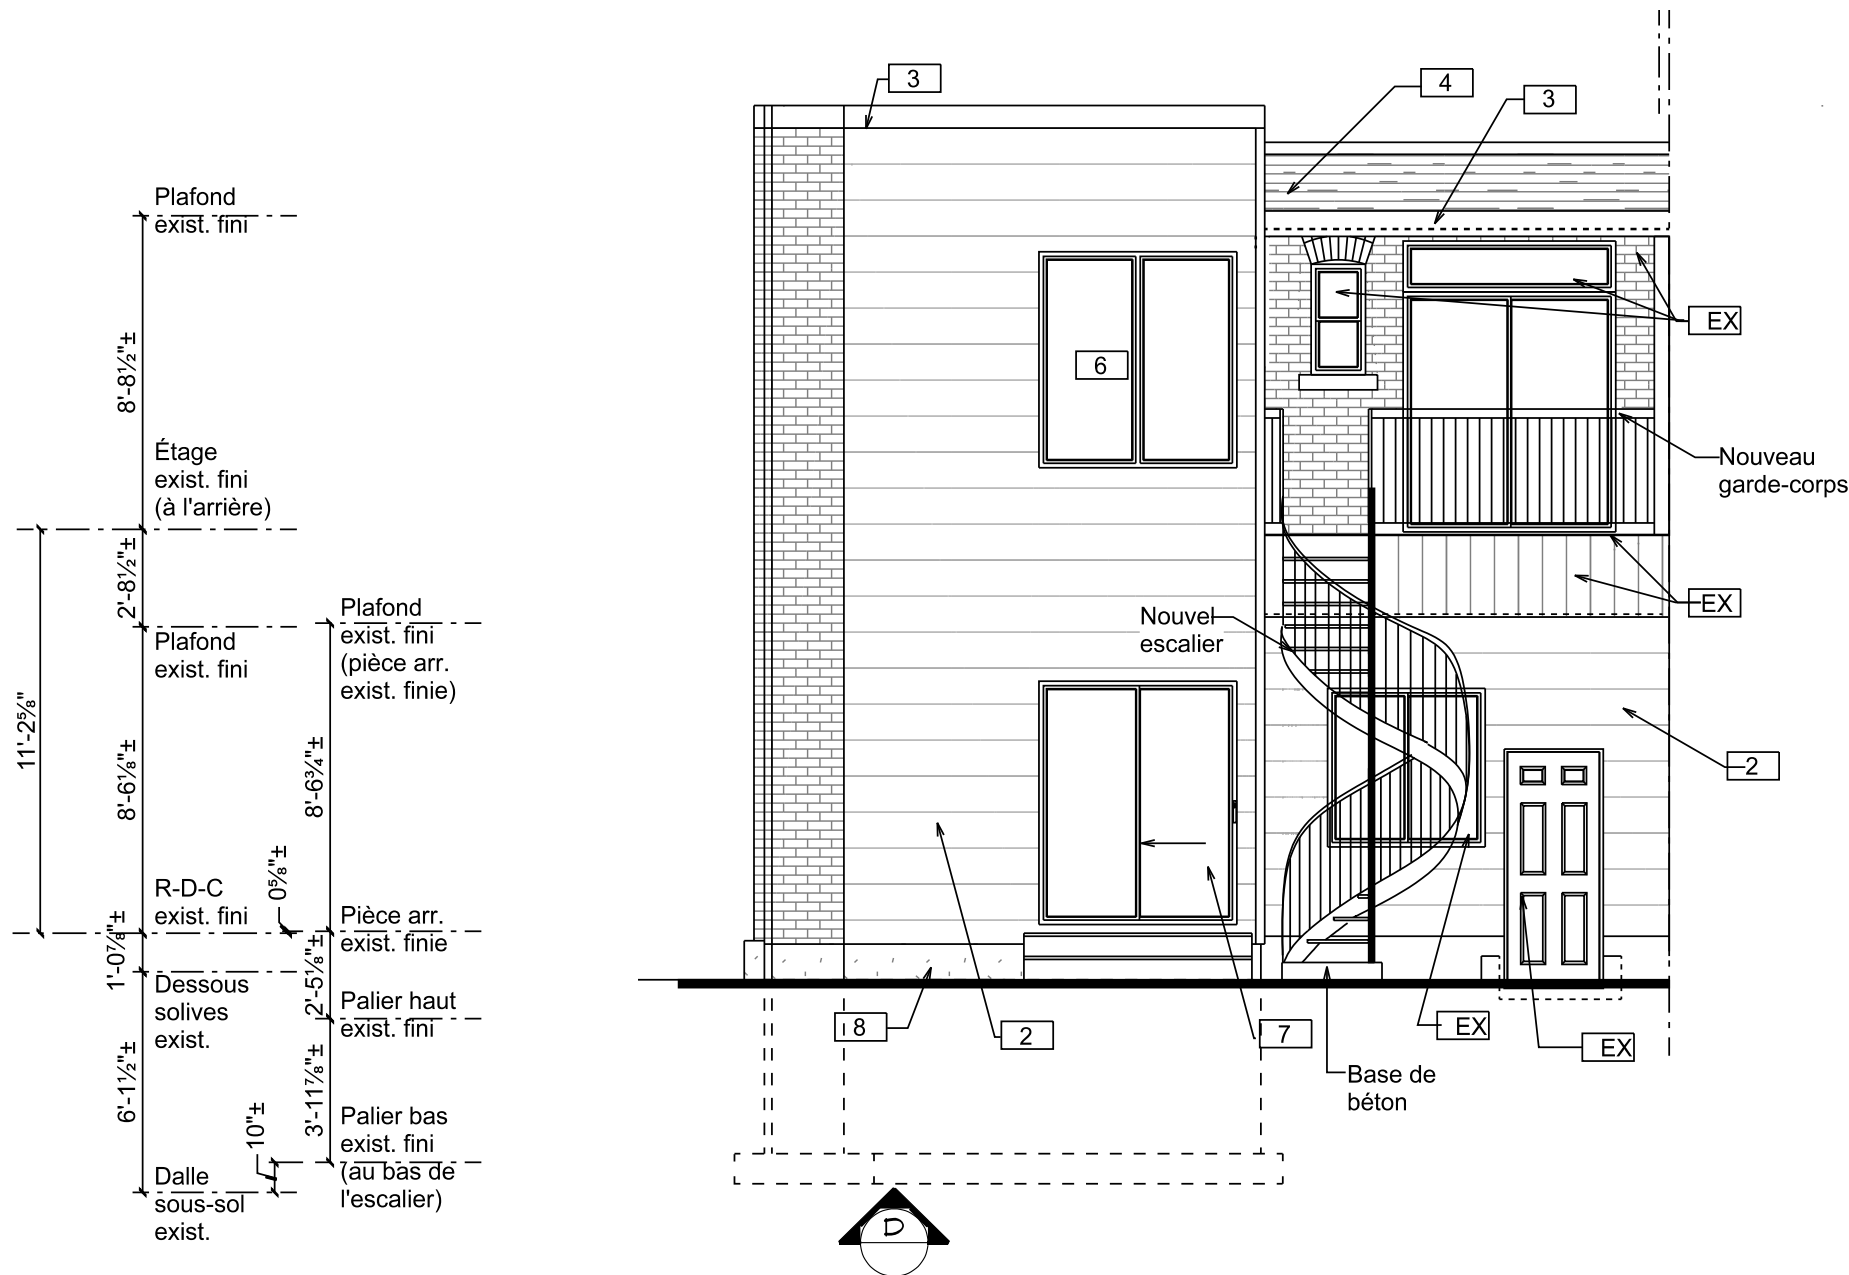 3
4
3
Plafond
exist. fini
8'-8½"±
EX
6
Étage
exist. fini
(à l'arrière)
Nouveau
garde-corps
2'-8½"±
EX
Plafond
exist. fini
(pièce arr.
exist. finie)
Nouvel
escalier
Plafond
exist. fini
11'-2⅝"
8'-6⅛"±
8'-6¾"±
2
0⅝"±
R-D-C
exist. fini
Pièce arr.
exist. finie
1'-0⅞"±
2'-5⅛"±
Dessous
solives
exist.
Palier haut
exist. fini
8
2
7
EX
EX
Base de
béton
6'-1½"±
3'-11⅞"±
10"±
Palier bas
exist. fini
(au bas de
l'escalier)
Dalle
sous-sol
exist.
D